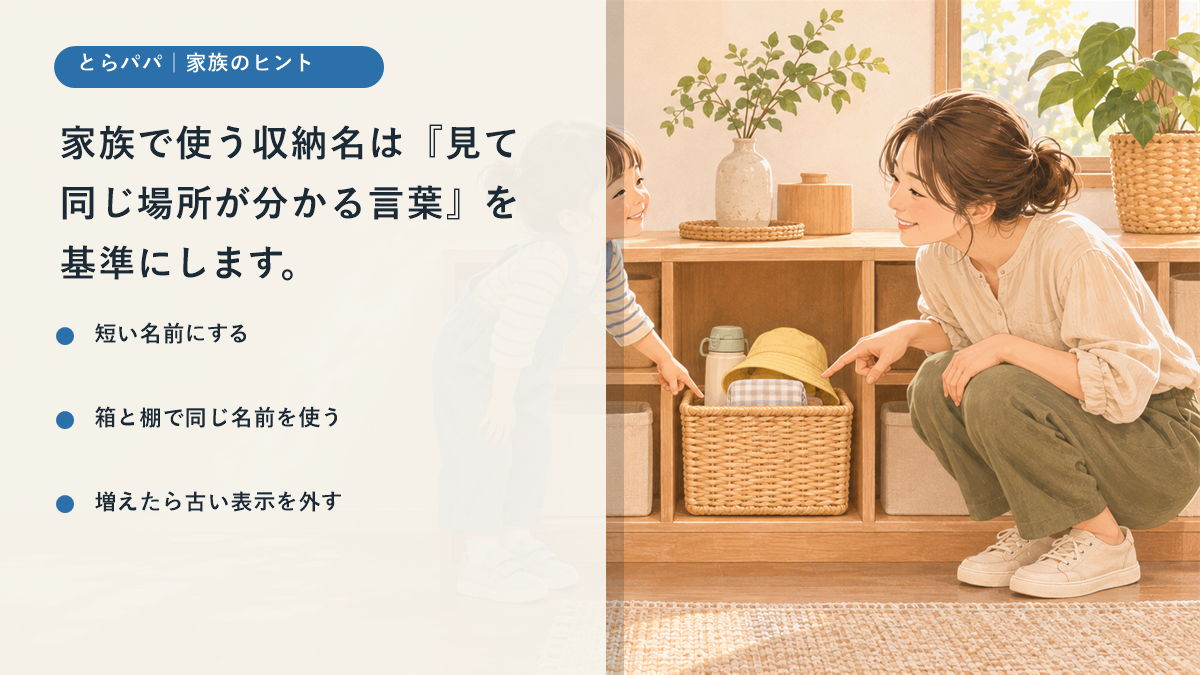 とらパパ｜家族のヒント
家族で使う収納名は『見て
同じ場所が分かる言葉』を
基準にします。
短い名前にする
箱と棚で同じ名前を使う
増えたら古い表示を外す